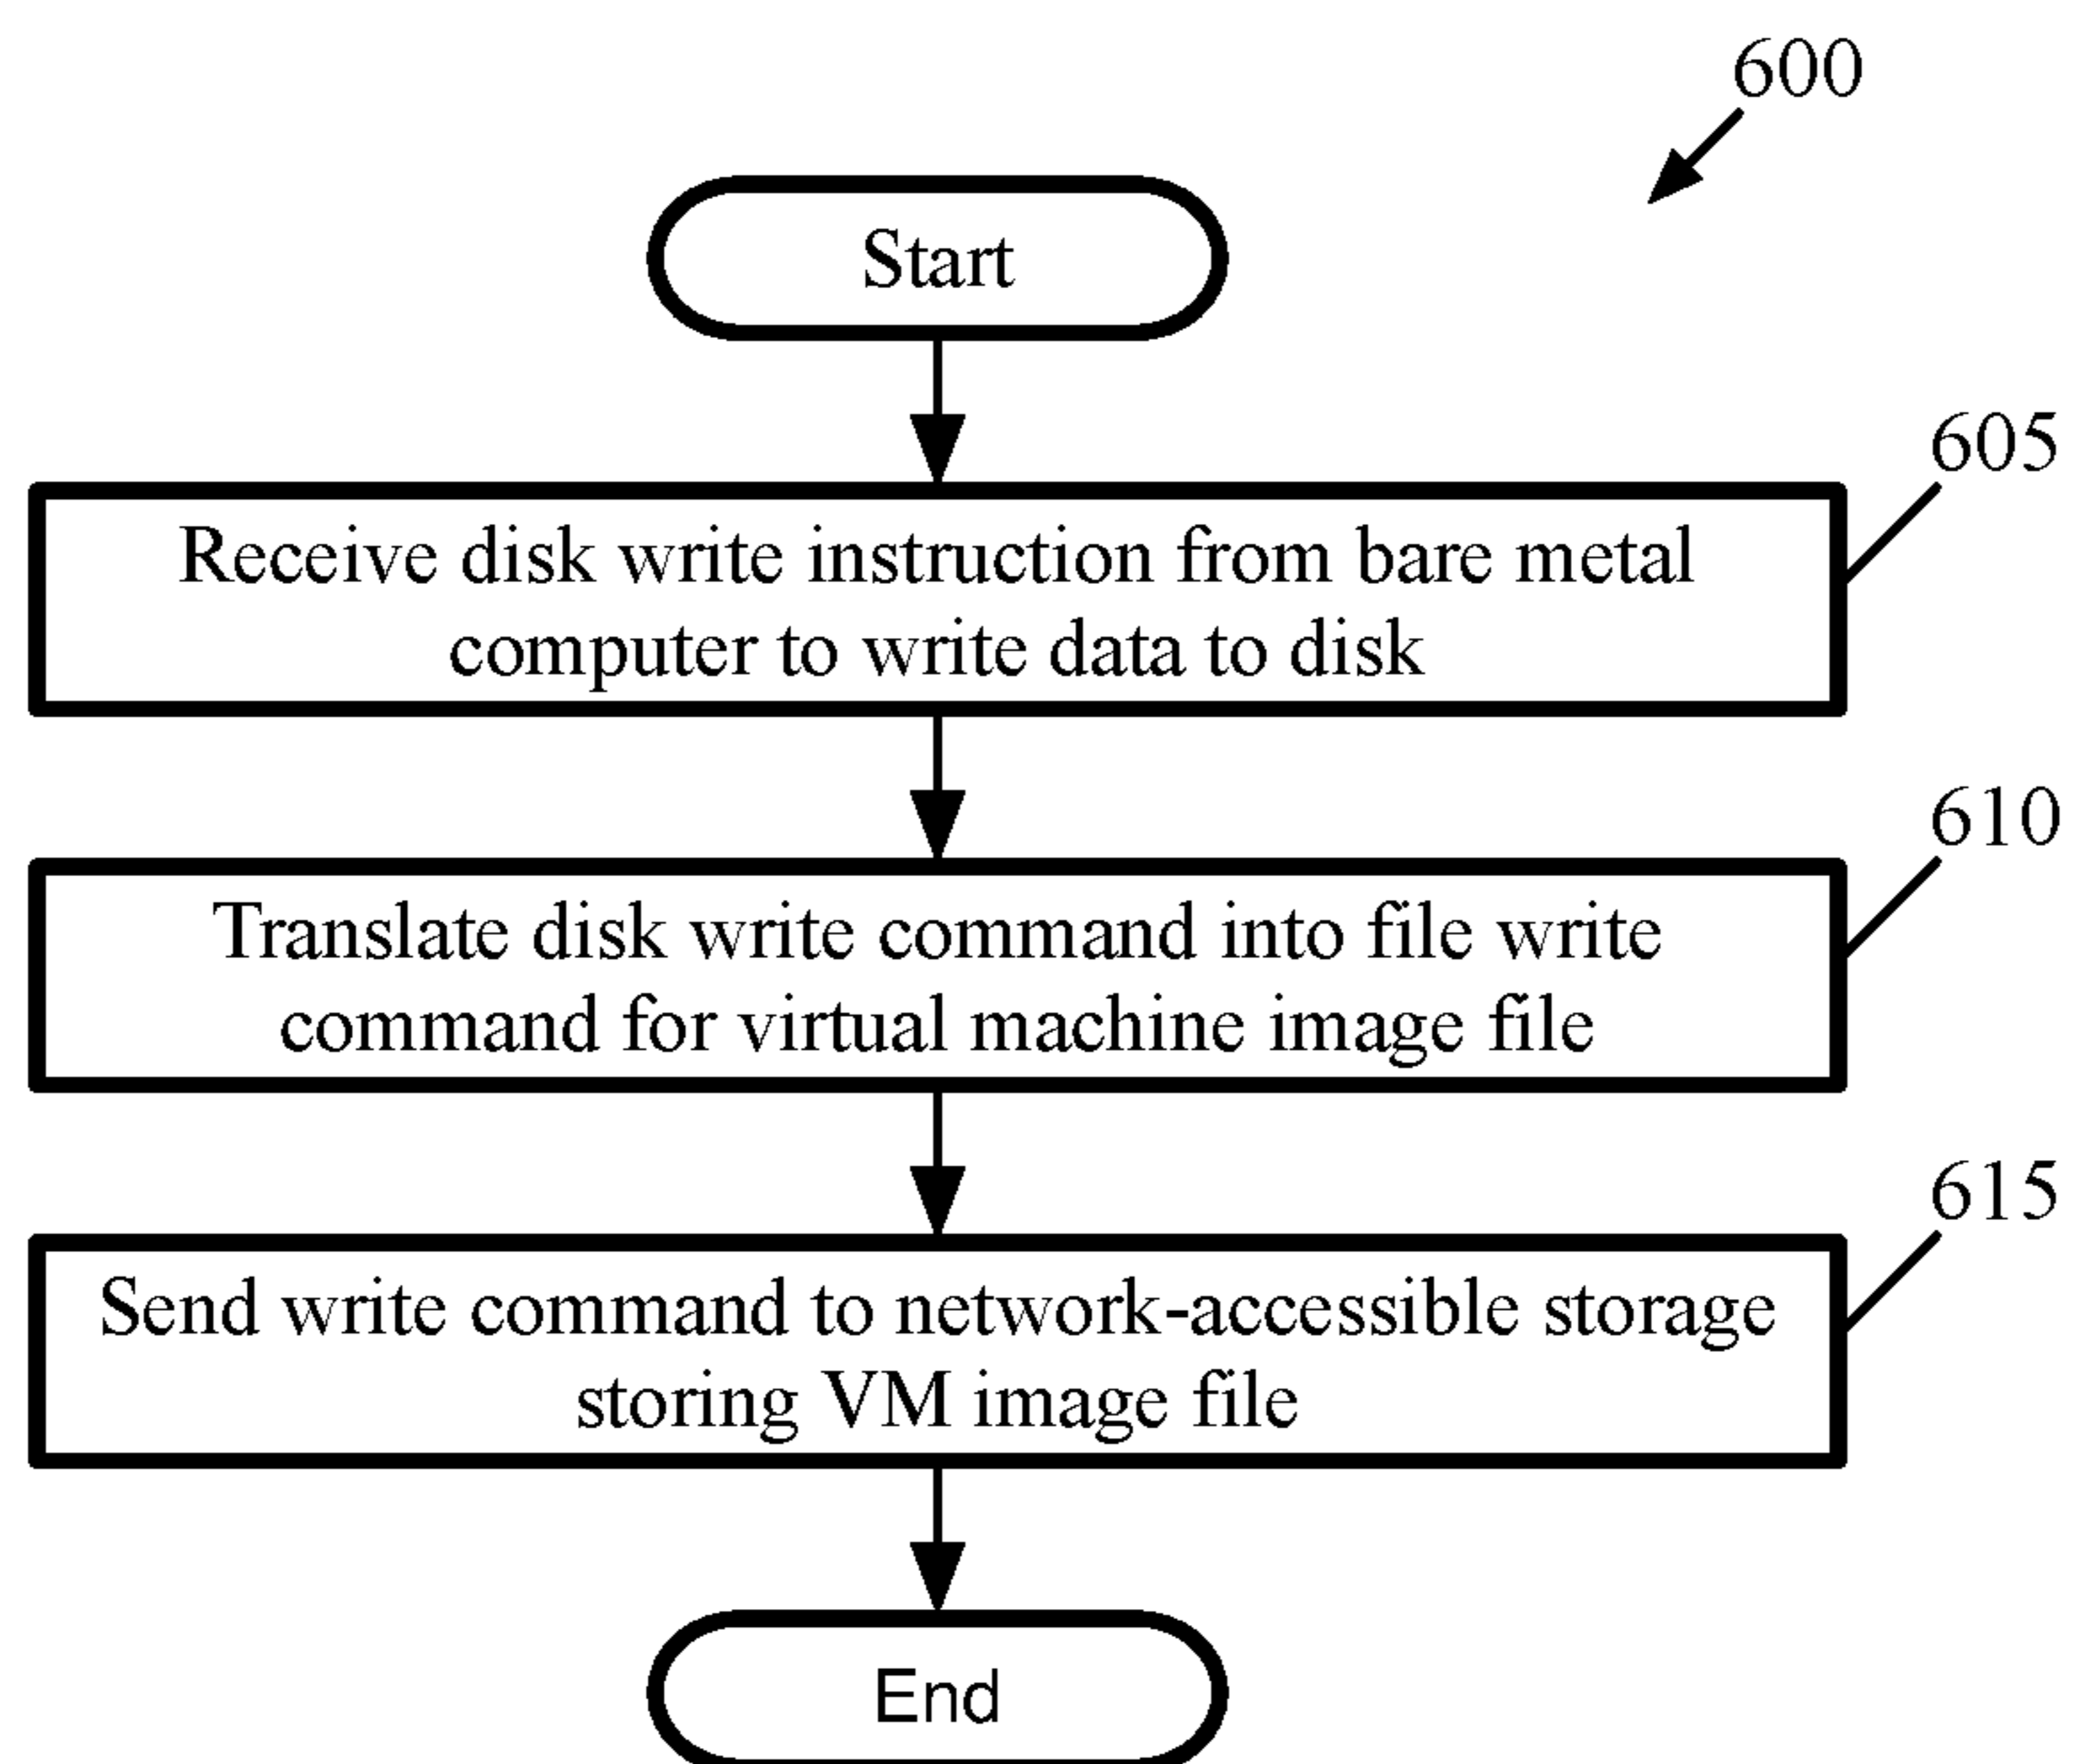 600
Start
605
Receive disk write instruction from bare metal
computer to write data to disk
610
Translate disk write command into file write
command for virtual machine image file
615
Send write command to network-accessible storage
storing VM image file
End